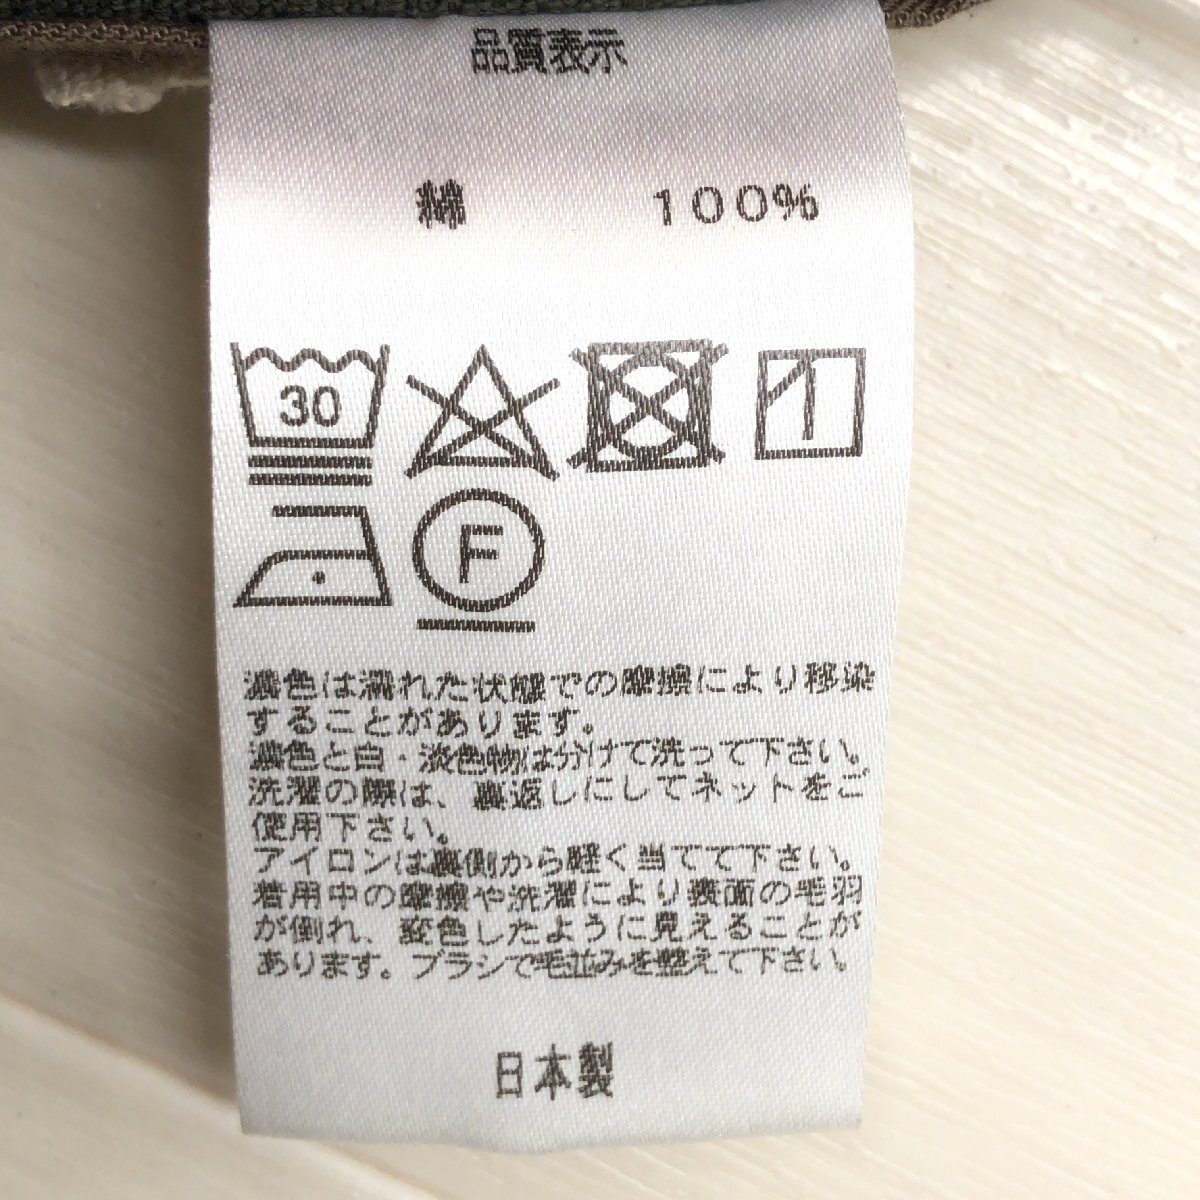 品質表示
綿 100%
30
F
濃色は濡れた状態での摩擦により移染
することがあります。
濃色と白・淡色物は分けて洗って下さい。
洗濯の際は、裏返しにしてネットをご
使用下さい。
アイロンは裏側から軽く当てて下さい。
着用中の摩擦や洗濯により表面の毛羽
が倒れ、変色したように見えることが
あります。ブラシで毛並みを整えて下さい。
日本製